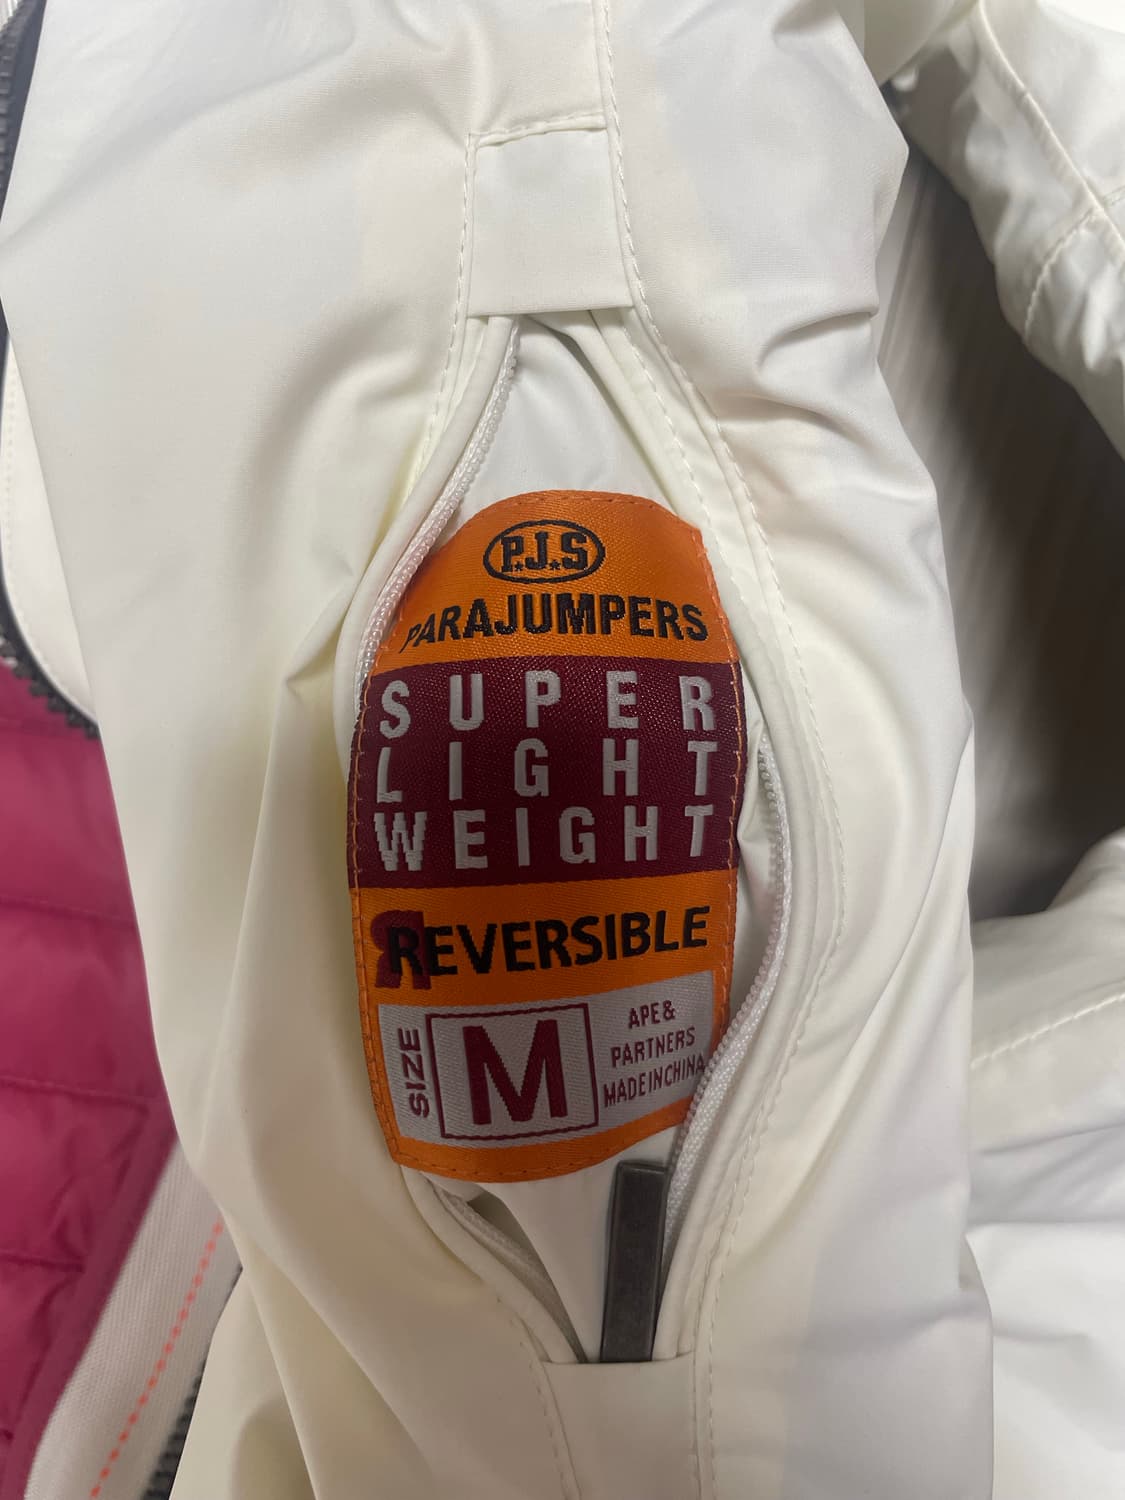 P.J.S
PARAJUMPERS
SUPER
LIGHT
WEIGHT
REVERSIBLE
SIZE
M
APE &
PARTNERS
MADE IN CHINA